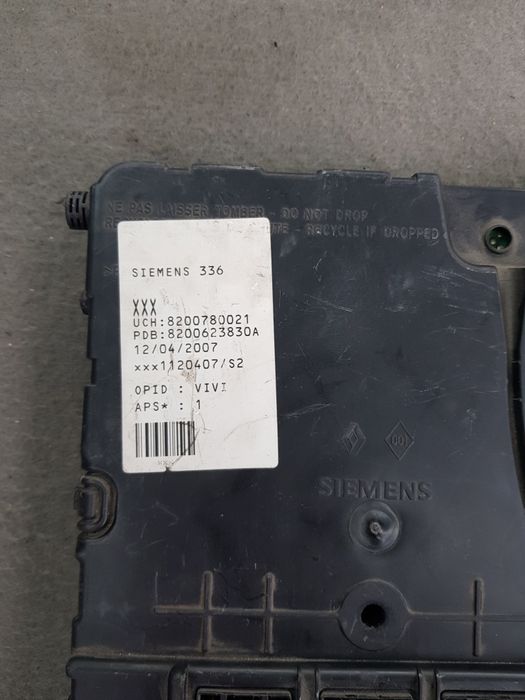 NE PAS LAISSER TOMBER - DO NOT DROP
- RECYCLE IF DROPPED
SIEMENS 336
XXX
UCH:8200780021
PDB:8200623830A
12/04/2007
xxx1120407/S2
OPID : VIVI
APS* : 1
001
SIEMENS